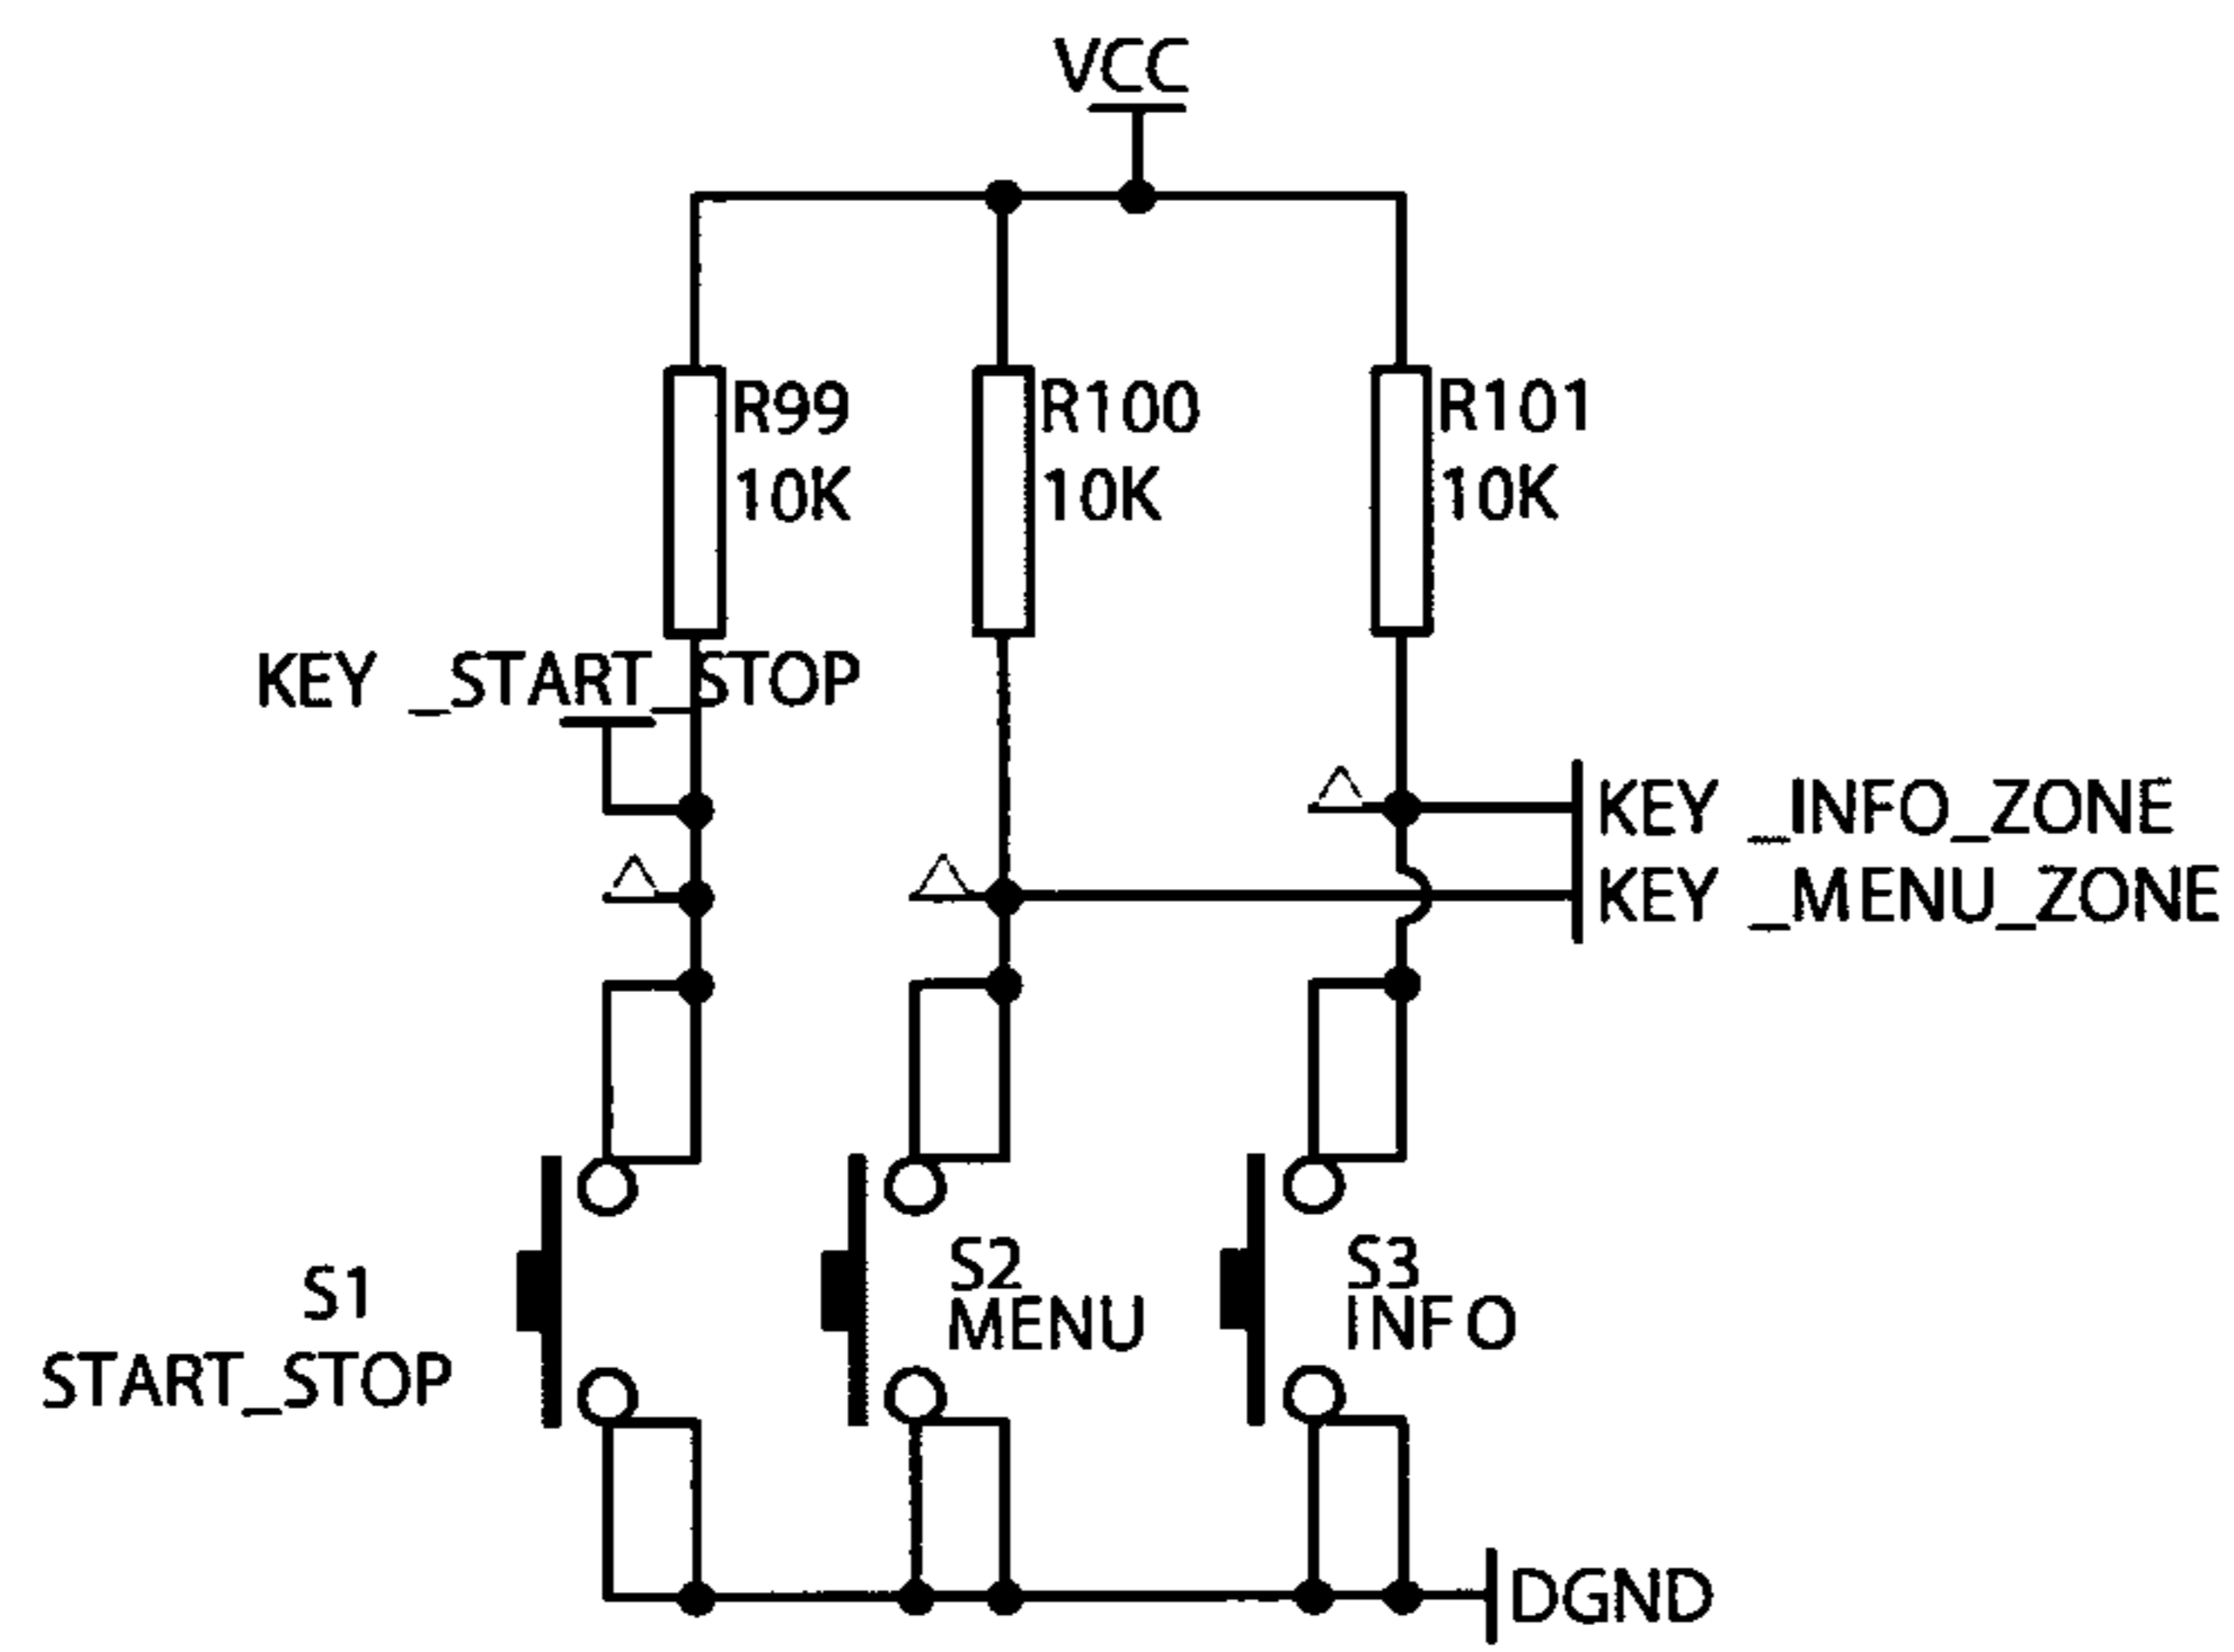 VCC
R99
10K
R100
10K
R101
10K
KEY _START_STOP
KEY _INFO_ZONE
KEY _MENU_ZONE
S1
START_STOP
S2
MENU
S3
INFO
DGND